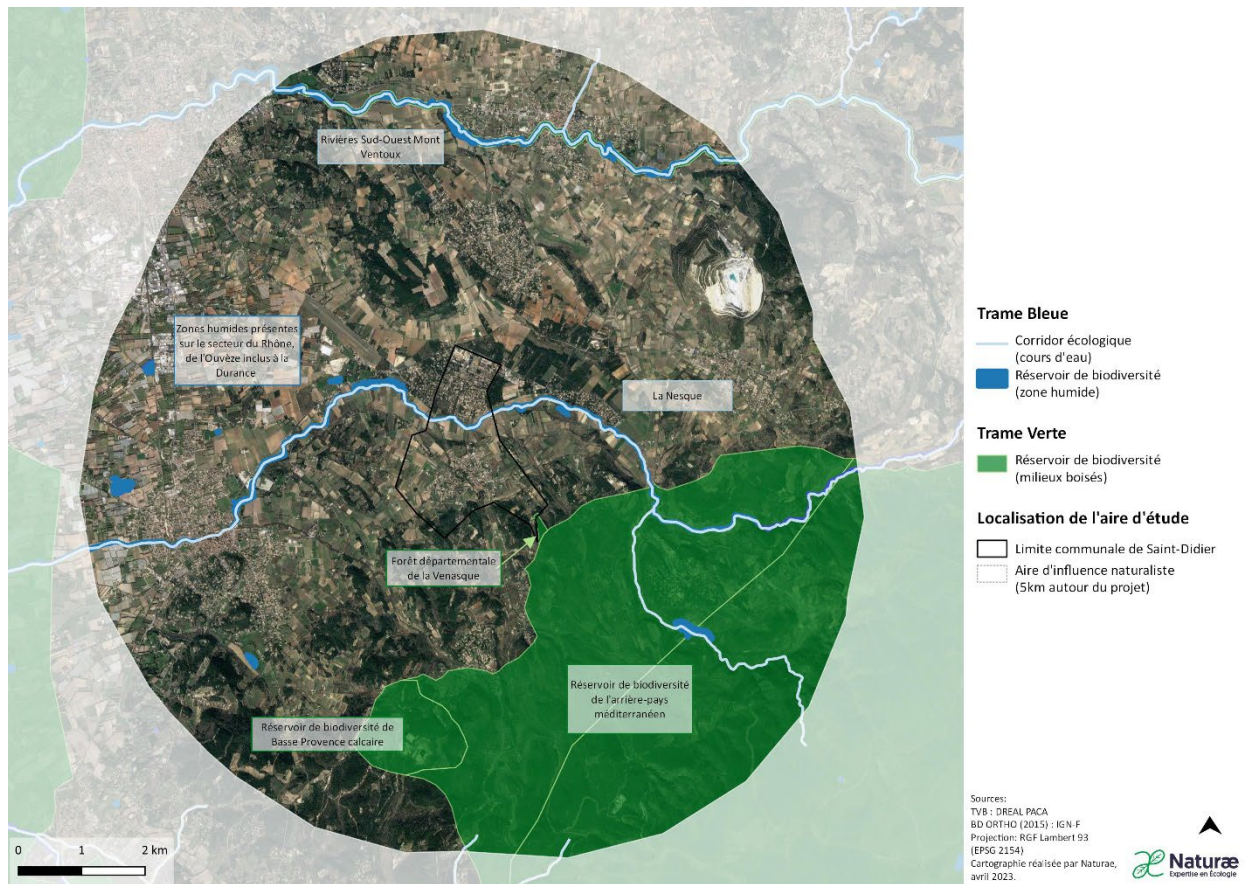 Rivières Sud-Ouest Mont
Ventoux
Zones humides présentes
sur le secteur du Rhône,
de l'Ouvèze inclus à la
Durance
La Nesque
Forêt départementale
de la Venasque
Réservoir de biodiversité
de l'arrière-pays
méditerranéen
Réservoir de biodiversité de
Basse Provence calcaire
0 1 2 km
Trame Bleue
Corridor écologique
(cours d'eau)
Réservoir de biodiversité
(zone humide)
Trame Verte
Réservoir de biodiversité
(milieux boisés)
Localisation de l'aire d'étude
Limite communale de Saint-Didier
Aire d'influence naturaliste
(5km autour du projet)
Sources:
TVB : DREAL PACA
BD ORTHO (2015) : IGN-F
Projection: RGF Lambert 93
(EPSG 2154)
Cartographie réalisée par Naturae,
avril 2023.
Naturæ
Expertise en Écologie